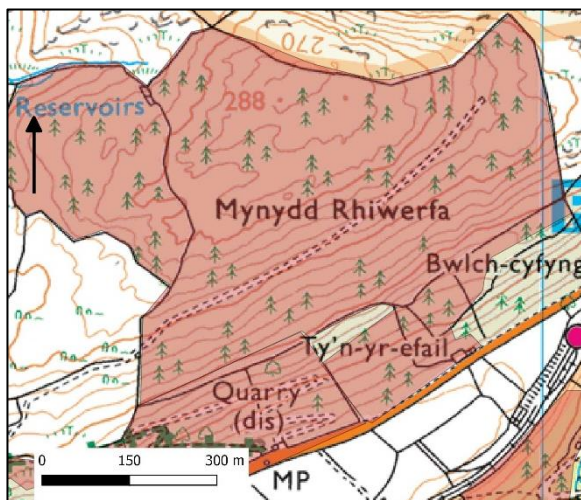 270
Reservoirs
288
Mynydd Rhiwerfa
Bwlch-cyfyng
Ty'n-yr-efail
Quarry
(dis)
0 150 300 m
MP